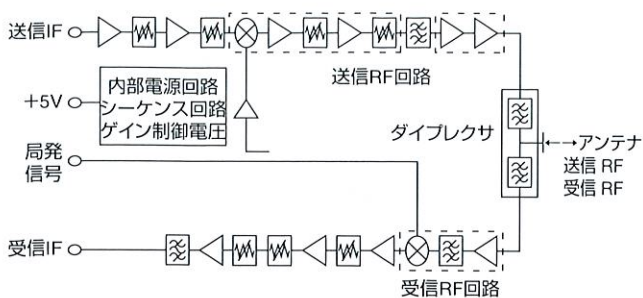 送信IF
送信RF回路
内部電源回路
シーケンス回路
ゲイン制御電圧
+5V
ダイプレクサ
アンテナ
送信 RF
受信 RF
局発
信号
受信IF
受信RF回路